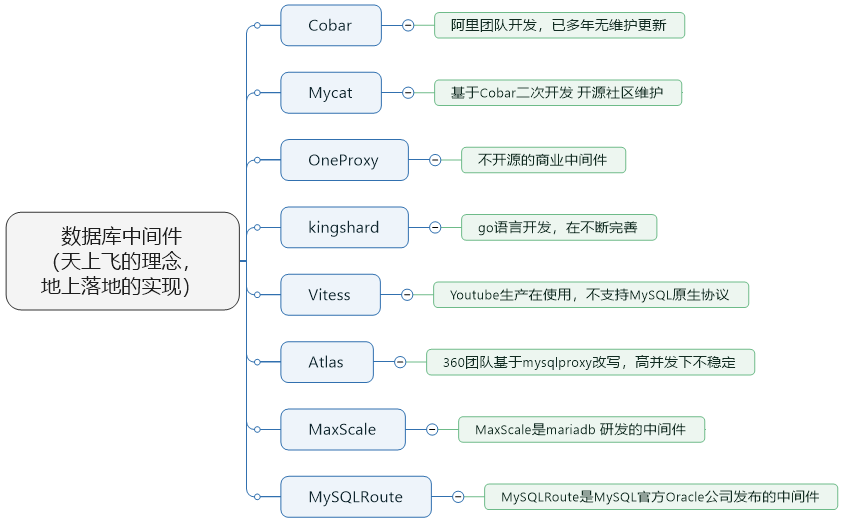 Cobar
阿里团队开发，已多年无维护更新
Mycat
基于Cobar二次开发 开源社区维护
OneProxy
不开源的商业中间件
数据库中间件
（天上飞的理念，
地上落地的实现）
kingshard
go语言开发，在不断完善
Vitess
Youtube生产在使用，不支持MySQL原生协议
Atlas
360团队基于mysqlproxy改写，高并发下不稳定
MaxScale
MaxScale是mariadb 研发的中间件
MySQLRoute
MySQLRoute是MySQL官方Oracle公司发布的中间件